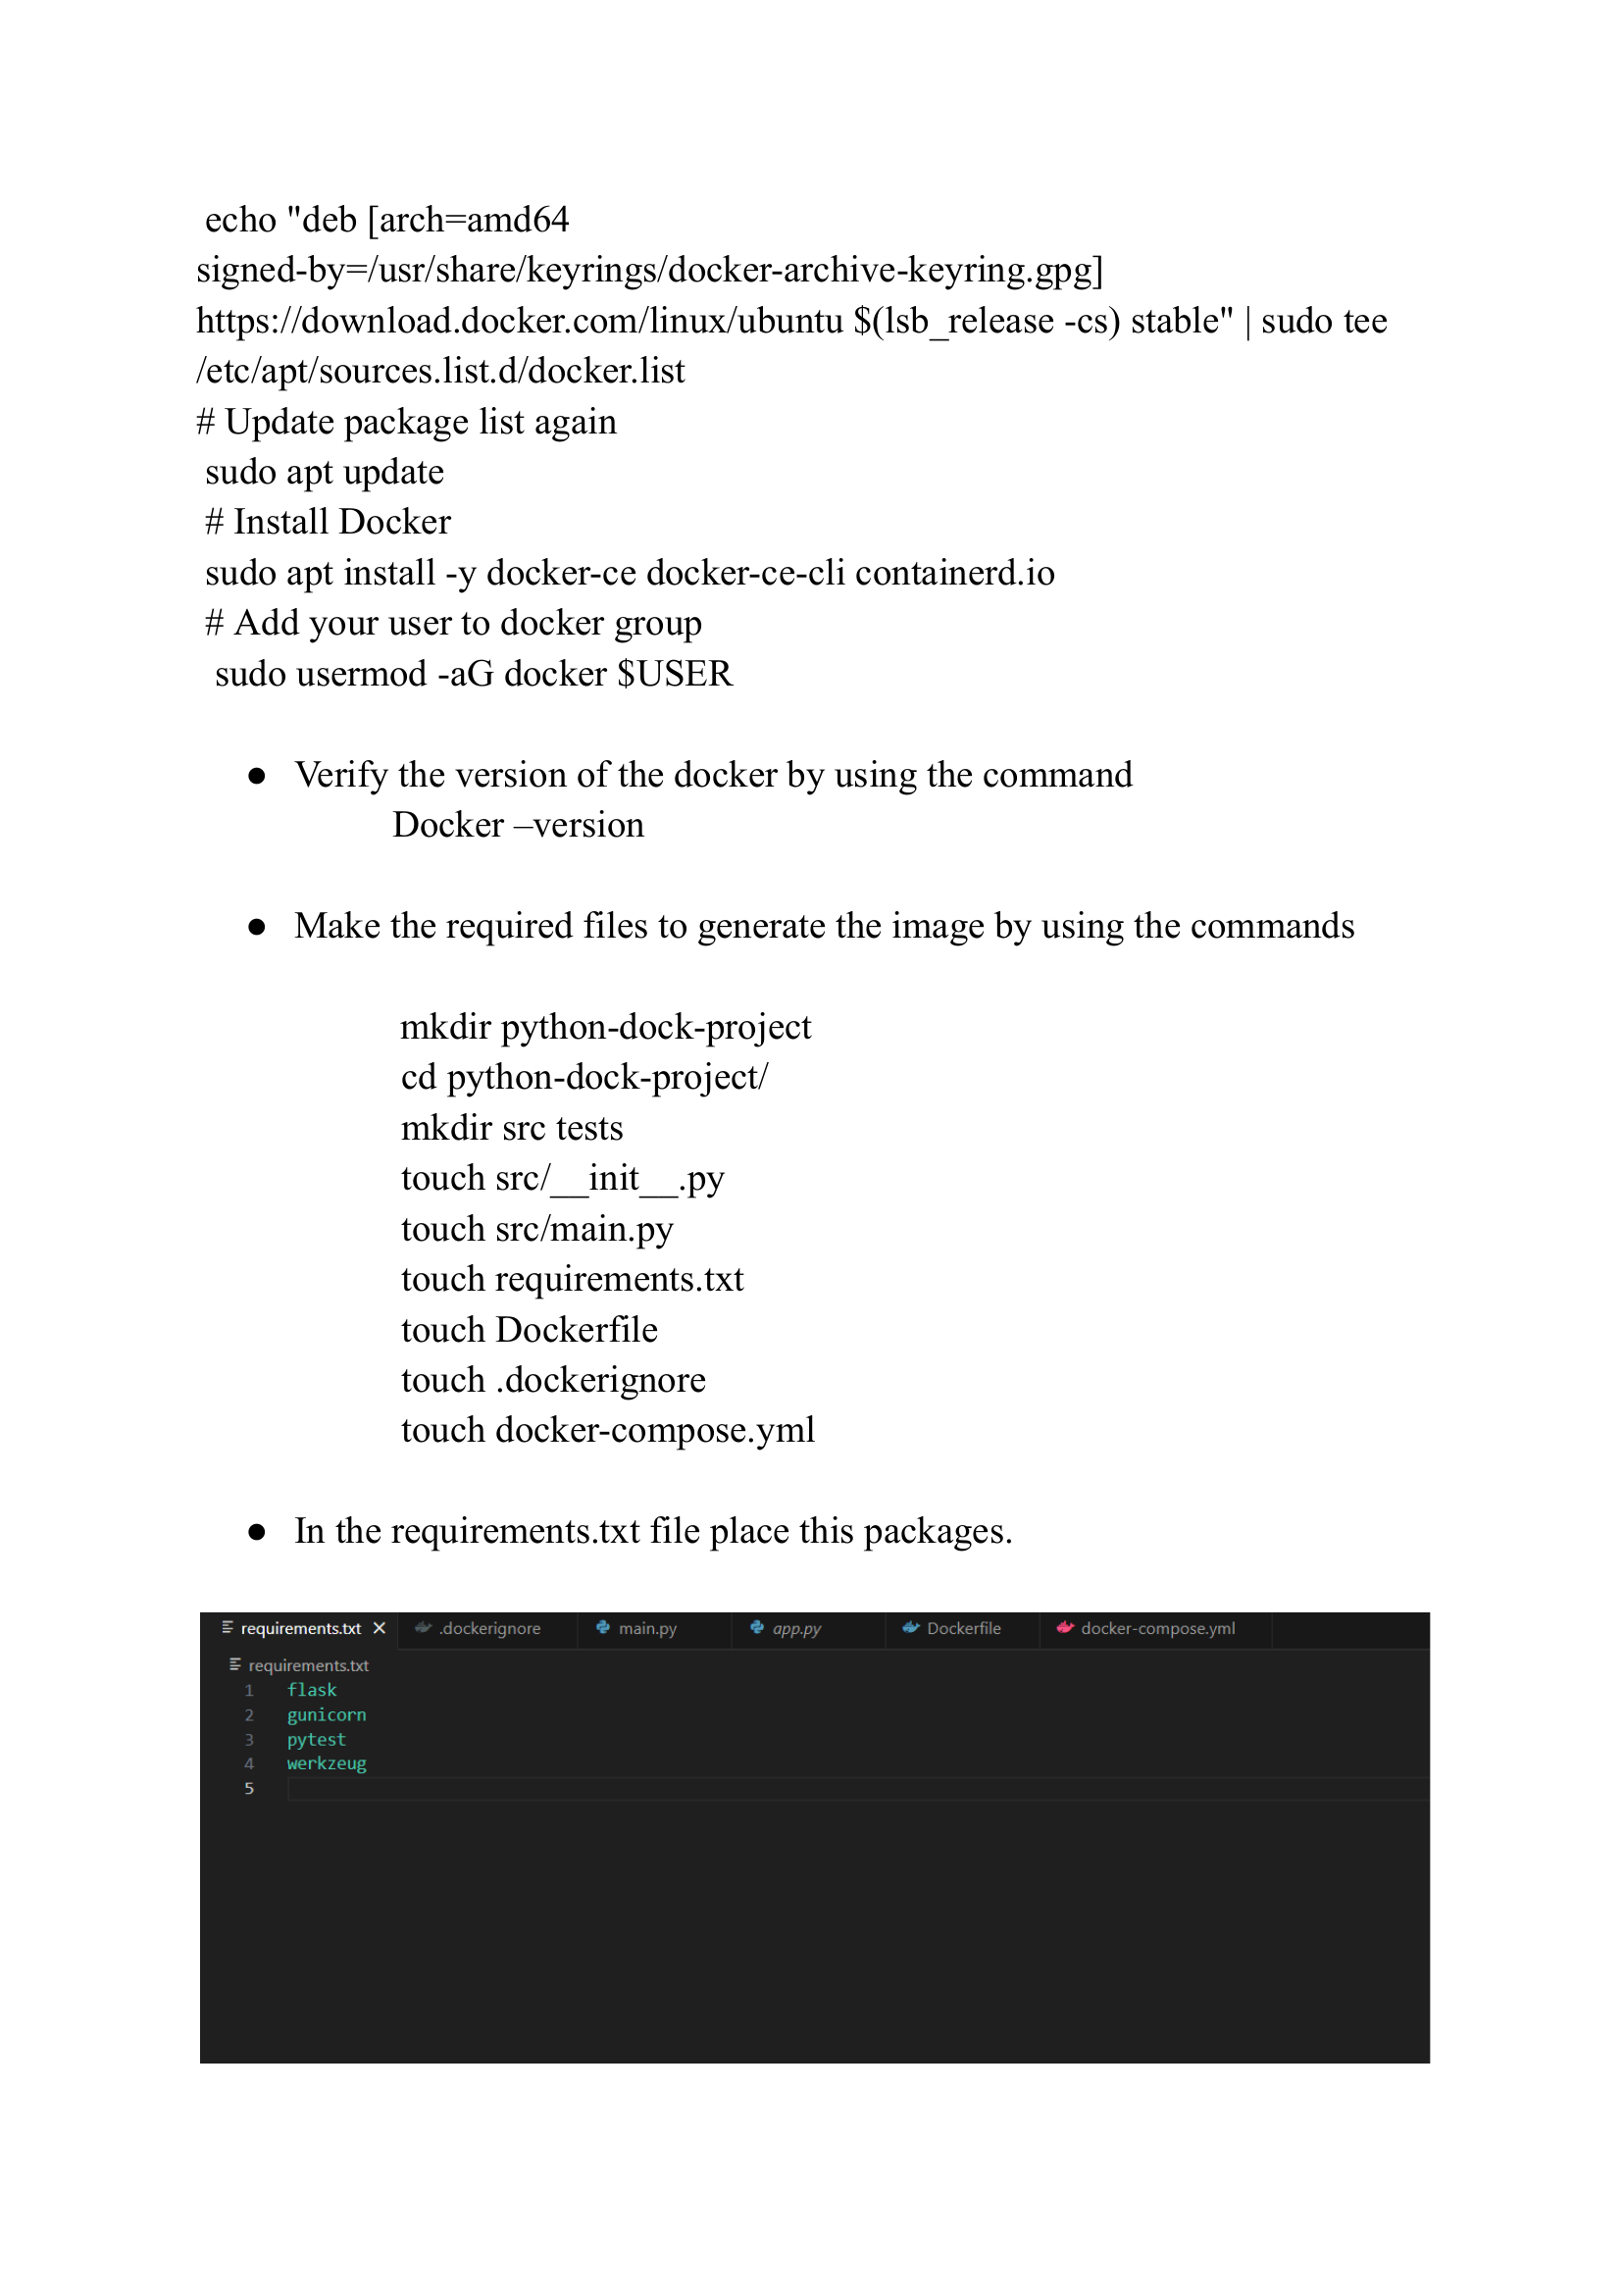 echo "deb [arch=amd64
signed-by=/usr/share/keyrings/docker-archive-keyring.gpg]
https://download.docker.com/linux/ubuntu $(lsb_release -cs) stable" | sudo tee
/etc/apt/sources.list.d/docker.list
# Update package list again
sudo apt update
# Install Docker
sudo apt install -y docker-ce docker-ce-cli containerd.io
# Add your user to docker group
sudo usermod -aG docker $USER
● Verify the version of the docker by using the command
Docker –version
● Make the required files to generate the image by using the commands
mkdir python-dock-project
cd python-dock-project/
mkdir src tests
touch src/__init__.py
touch src/main.py
touch requirements.txt
touch Dockerfile
touch .dockerignore
touch docker-compose.yml
● In the requirements.txt file place this packages.
requirements.txt × .dockerignore main.py app.py Dockerfile docker-compose.yml
requirements.txt
1 flask
2 gunicorn
3 pytest
4 werkzeug
5